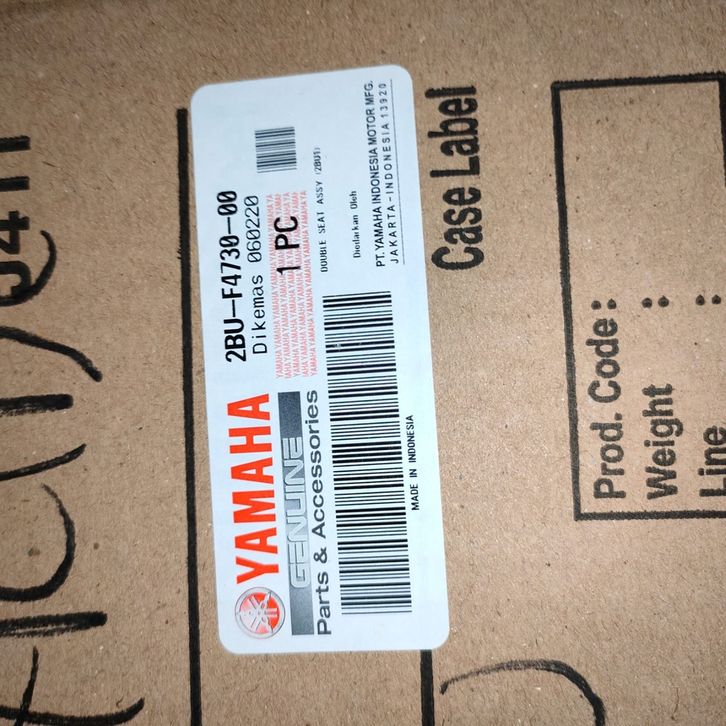 YAMAHA
GENUINE
Parts & Accessories
2BU-F4730-00
Dikemas 060220
1 PC
DOUBLE SEAT ASSY (2BU1)
Diedarkan Oleh
PT.YAMAHA INDONESIA MOTOR MFG.
JAKARTA-INDONESIA 13920
MADE IN INDONESIA
Case Label
Prod. Code:
Weight :
Line :